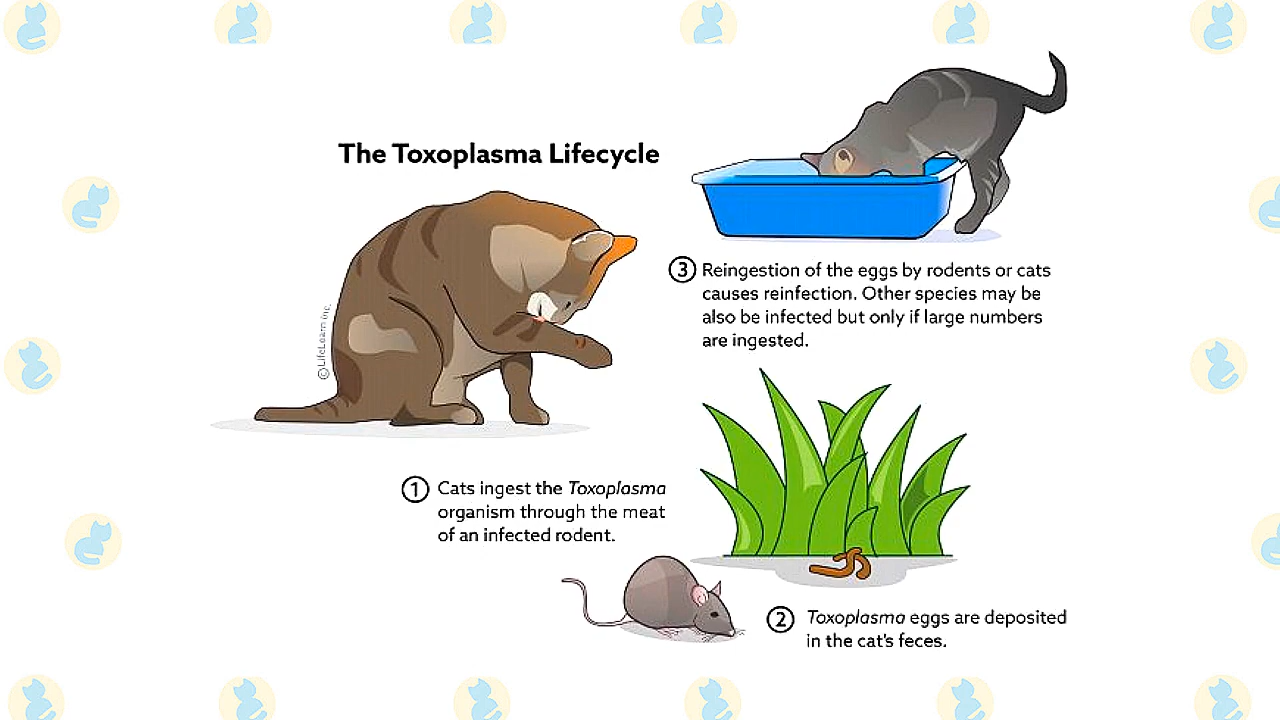 The Toxoplasma Lifecycle
© LifeLearn Inc.
① Cats ingest the Toxoplasma
organism through the meat
of an infected rodent.
② Toxoplasma eggs are deposited
in the cat's feces.
③ Reingestion of the eggs by rodents or cats
causes reinfection. Other species may be
also be infected but only if large numbers
are ingested.